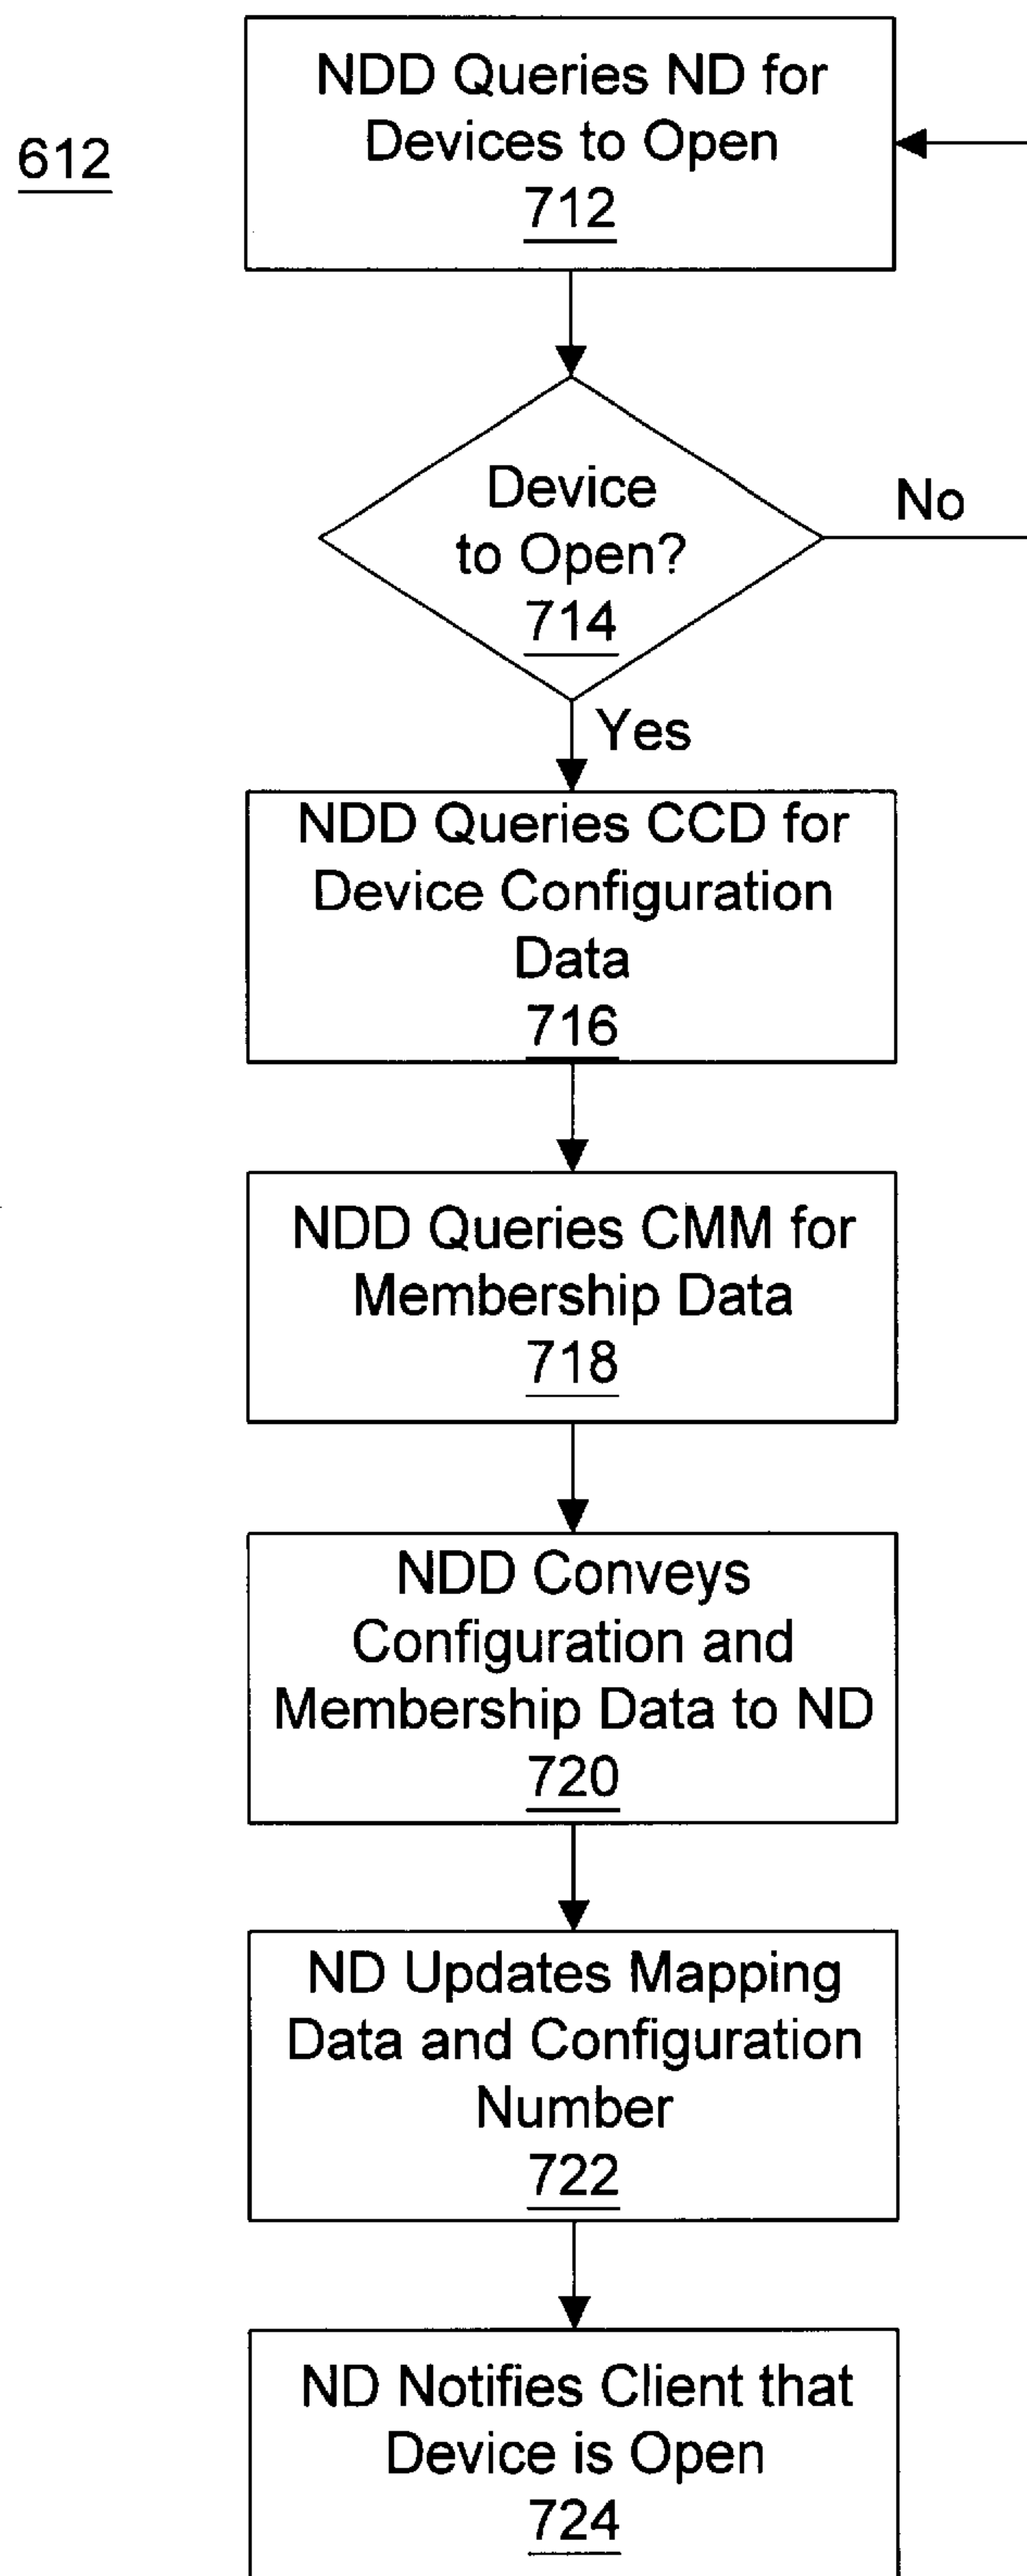 612
NDD Queries ND for
Devices to Open
712
Device
to Open?
714
No
Yes
NDD Queries CCD for
Device Configuration
Data
716
NDD Queries CMM for
Membership Data
718
NDD Conveys
Configuration and
Membership Data to ND
720
ND Updates Mapping
Data and Configuration
Number
722
ND Notifies Client that
Device is Open
724